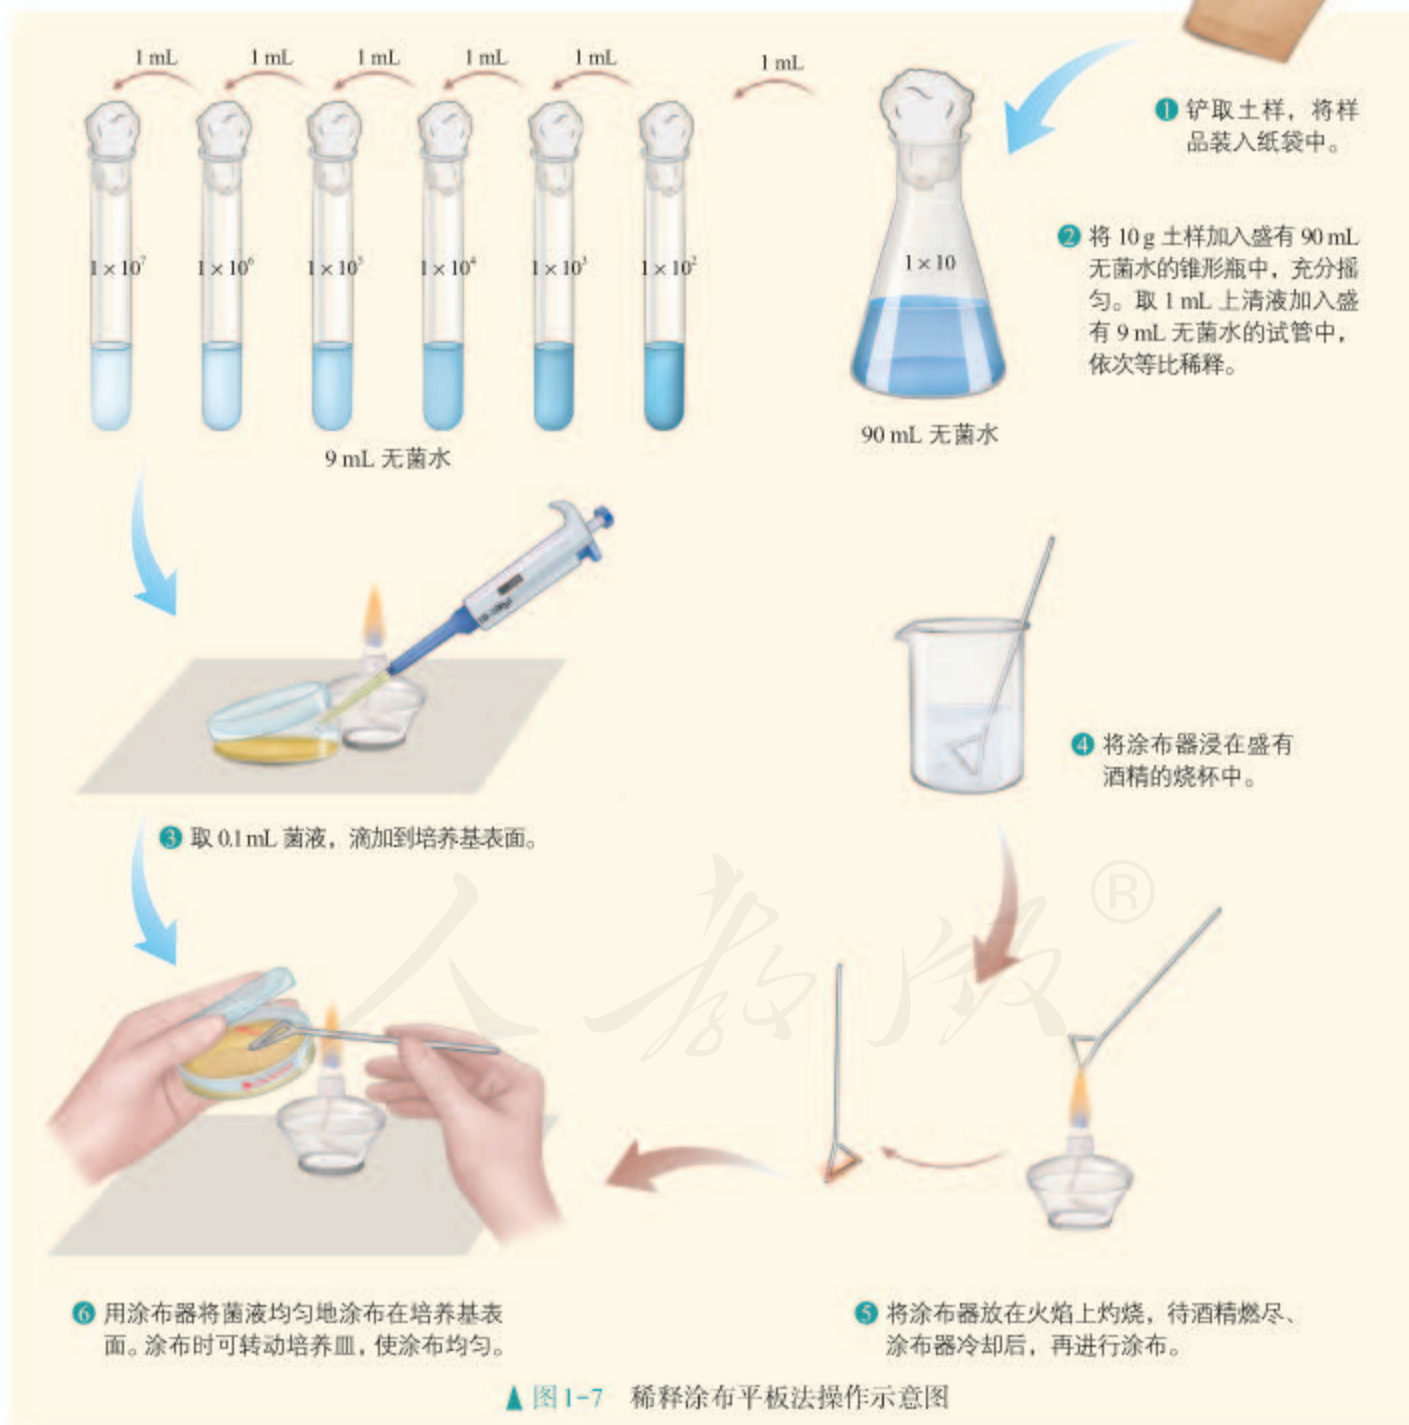 1 mL 1 mL 1 mL 1 mL 1 mL 1 mL
❶ 铲取土样，将样
品装入纸袋中。
❷ 将 10 g 土样加入盛有 90 mL
无菌水的锥形瓶中，充分摇
匀。取 1 mL 上清液加入盛
有 9 mL 无菌水的试管中，
依次等比稀释。
1×10⁷ 1×10⁶ 1×10⁵ 1×10⁴ 1×10³ 1×10² 1×10
9 mL 无菌水
90 mL 无菌水
❸ 取 0.1 mL 菌液，滴加到培养基表面。
❹ 将涂布器浸在盛有
酒精的烧杯中。
人教版®
❻ 用涂布器将菌液均匀地涂布在培养基表
面。涂布时可转动培养皿，使涂布均匀。
❺ 将涂布器放在火焰上灼烧，待酒精燃尽、
涂布器冷却后，再进行涂布。
▲ 图1-7 稀释涂布平板法操作示意图